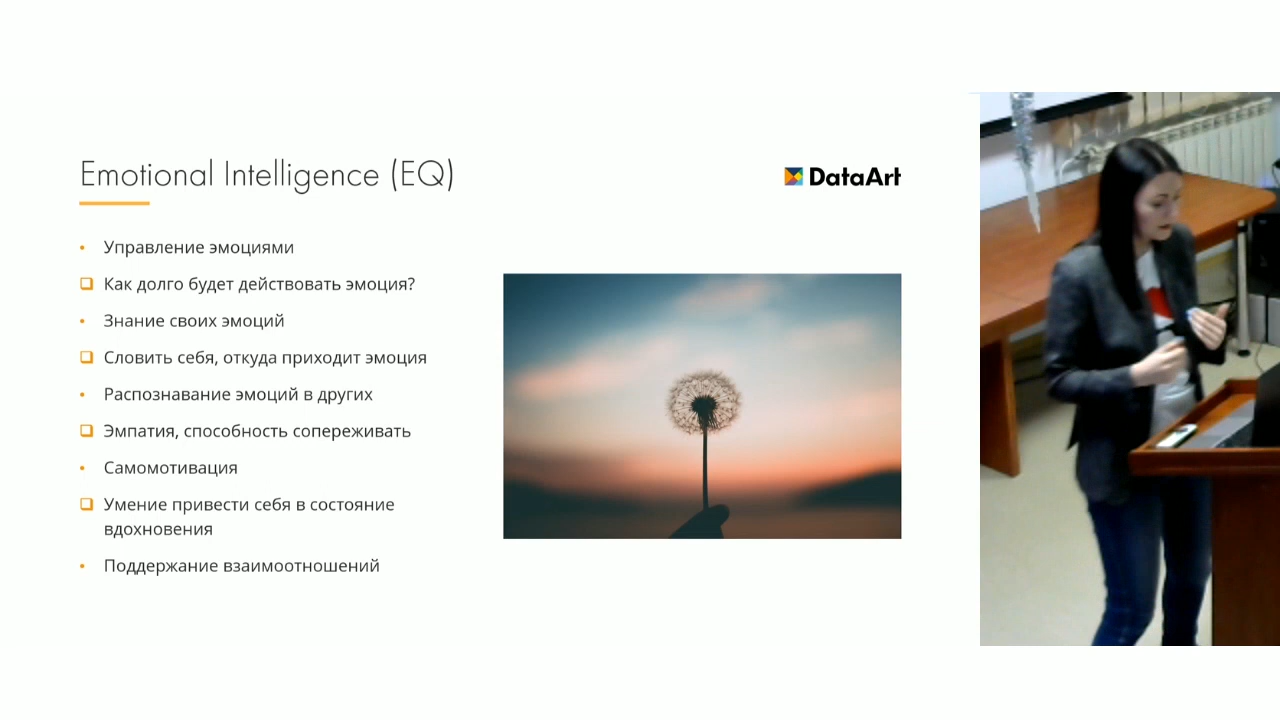 Emotional Intelligence (EQ)
DataArt
Управление эмоциями
Как долго будет действовать эмоция?
Знание своих эмоций
Словить себя, откуда приходит эмоция
Распознавание эмоций в других
Эмпатия, способность сопереживать
Самомотивация
Умение привести себя в состояние
вдохновения
Поддержание взаимоотношений